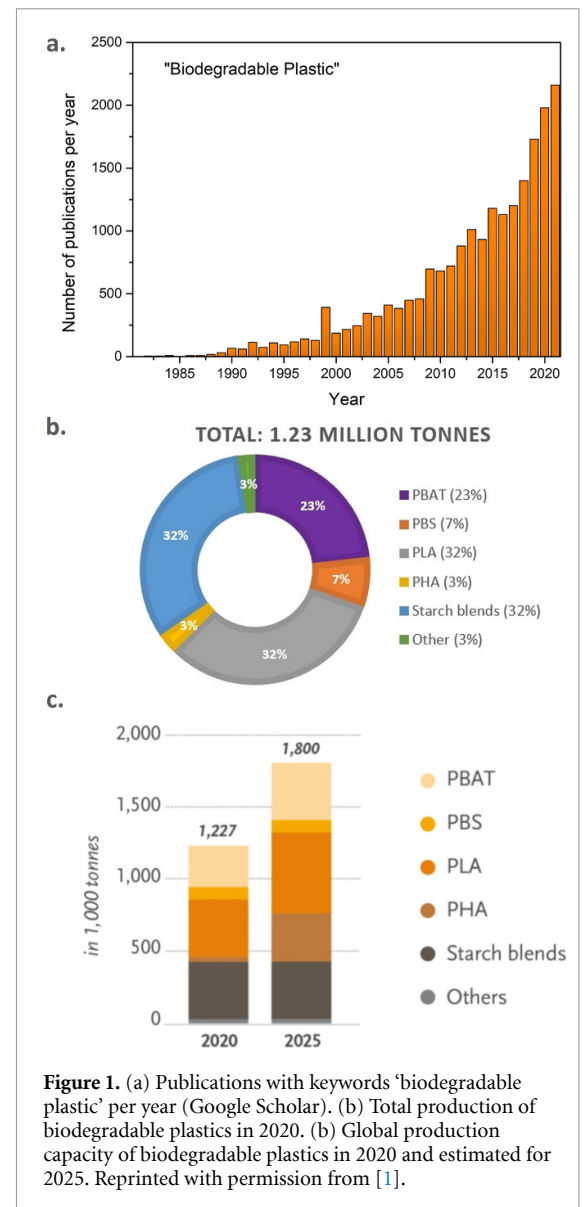 a.
2500
2000
1500
1000
500
0
"Biodegradable Plastic"
Number of publications per year
1985 1990 1995 2000 2005 2010 2015 2020
Year
b.
TOTAL: 1.23 MILLION TONNES
3%
23%
32%
7%
3%
32%
PBAT (23%)
PBS (7%)
PLA (32%)
PHA (3%)
Starch blends (32%)
Other (3%)
c.
2,000
1,500
1,000
500
0
in 1,000 tonnes
1,227
1,800
2020 2025
PBAT
PBS
PLA
PHA
Starch blends
Others
Figure 1. (a) Publications with keywords ‘biodegradable
plastic’ per year (Google Scholar). (b) Total production of
biodegradable plastics in 2020. (b) Global production
capacity of biodegradable plastics in 2020 and estimated for
2025. Reprinted with permission from [1].